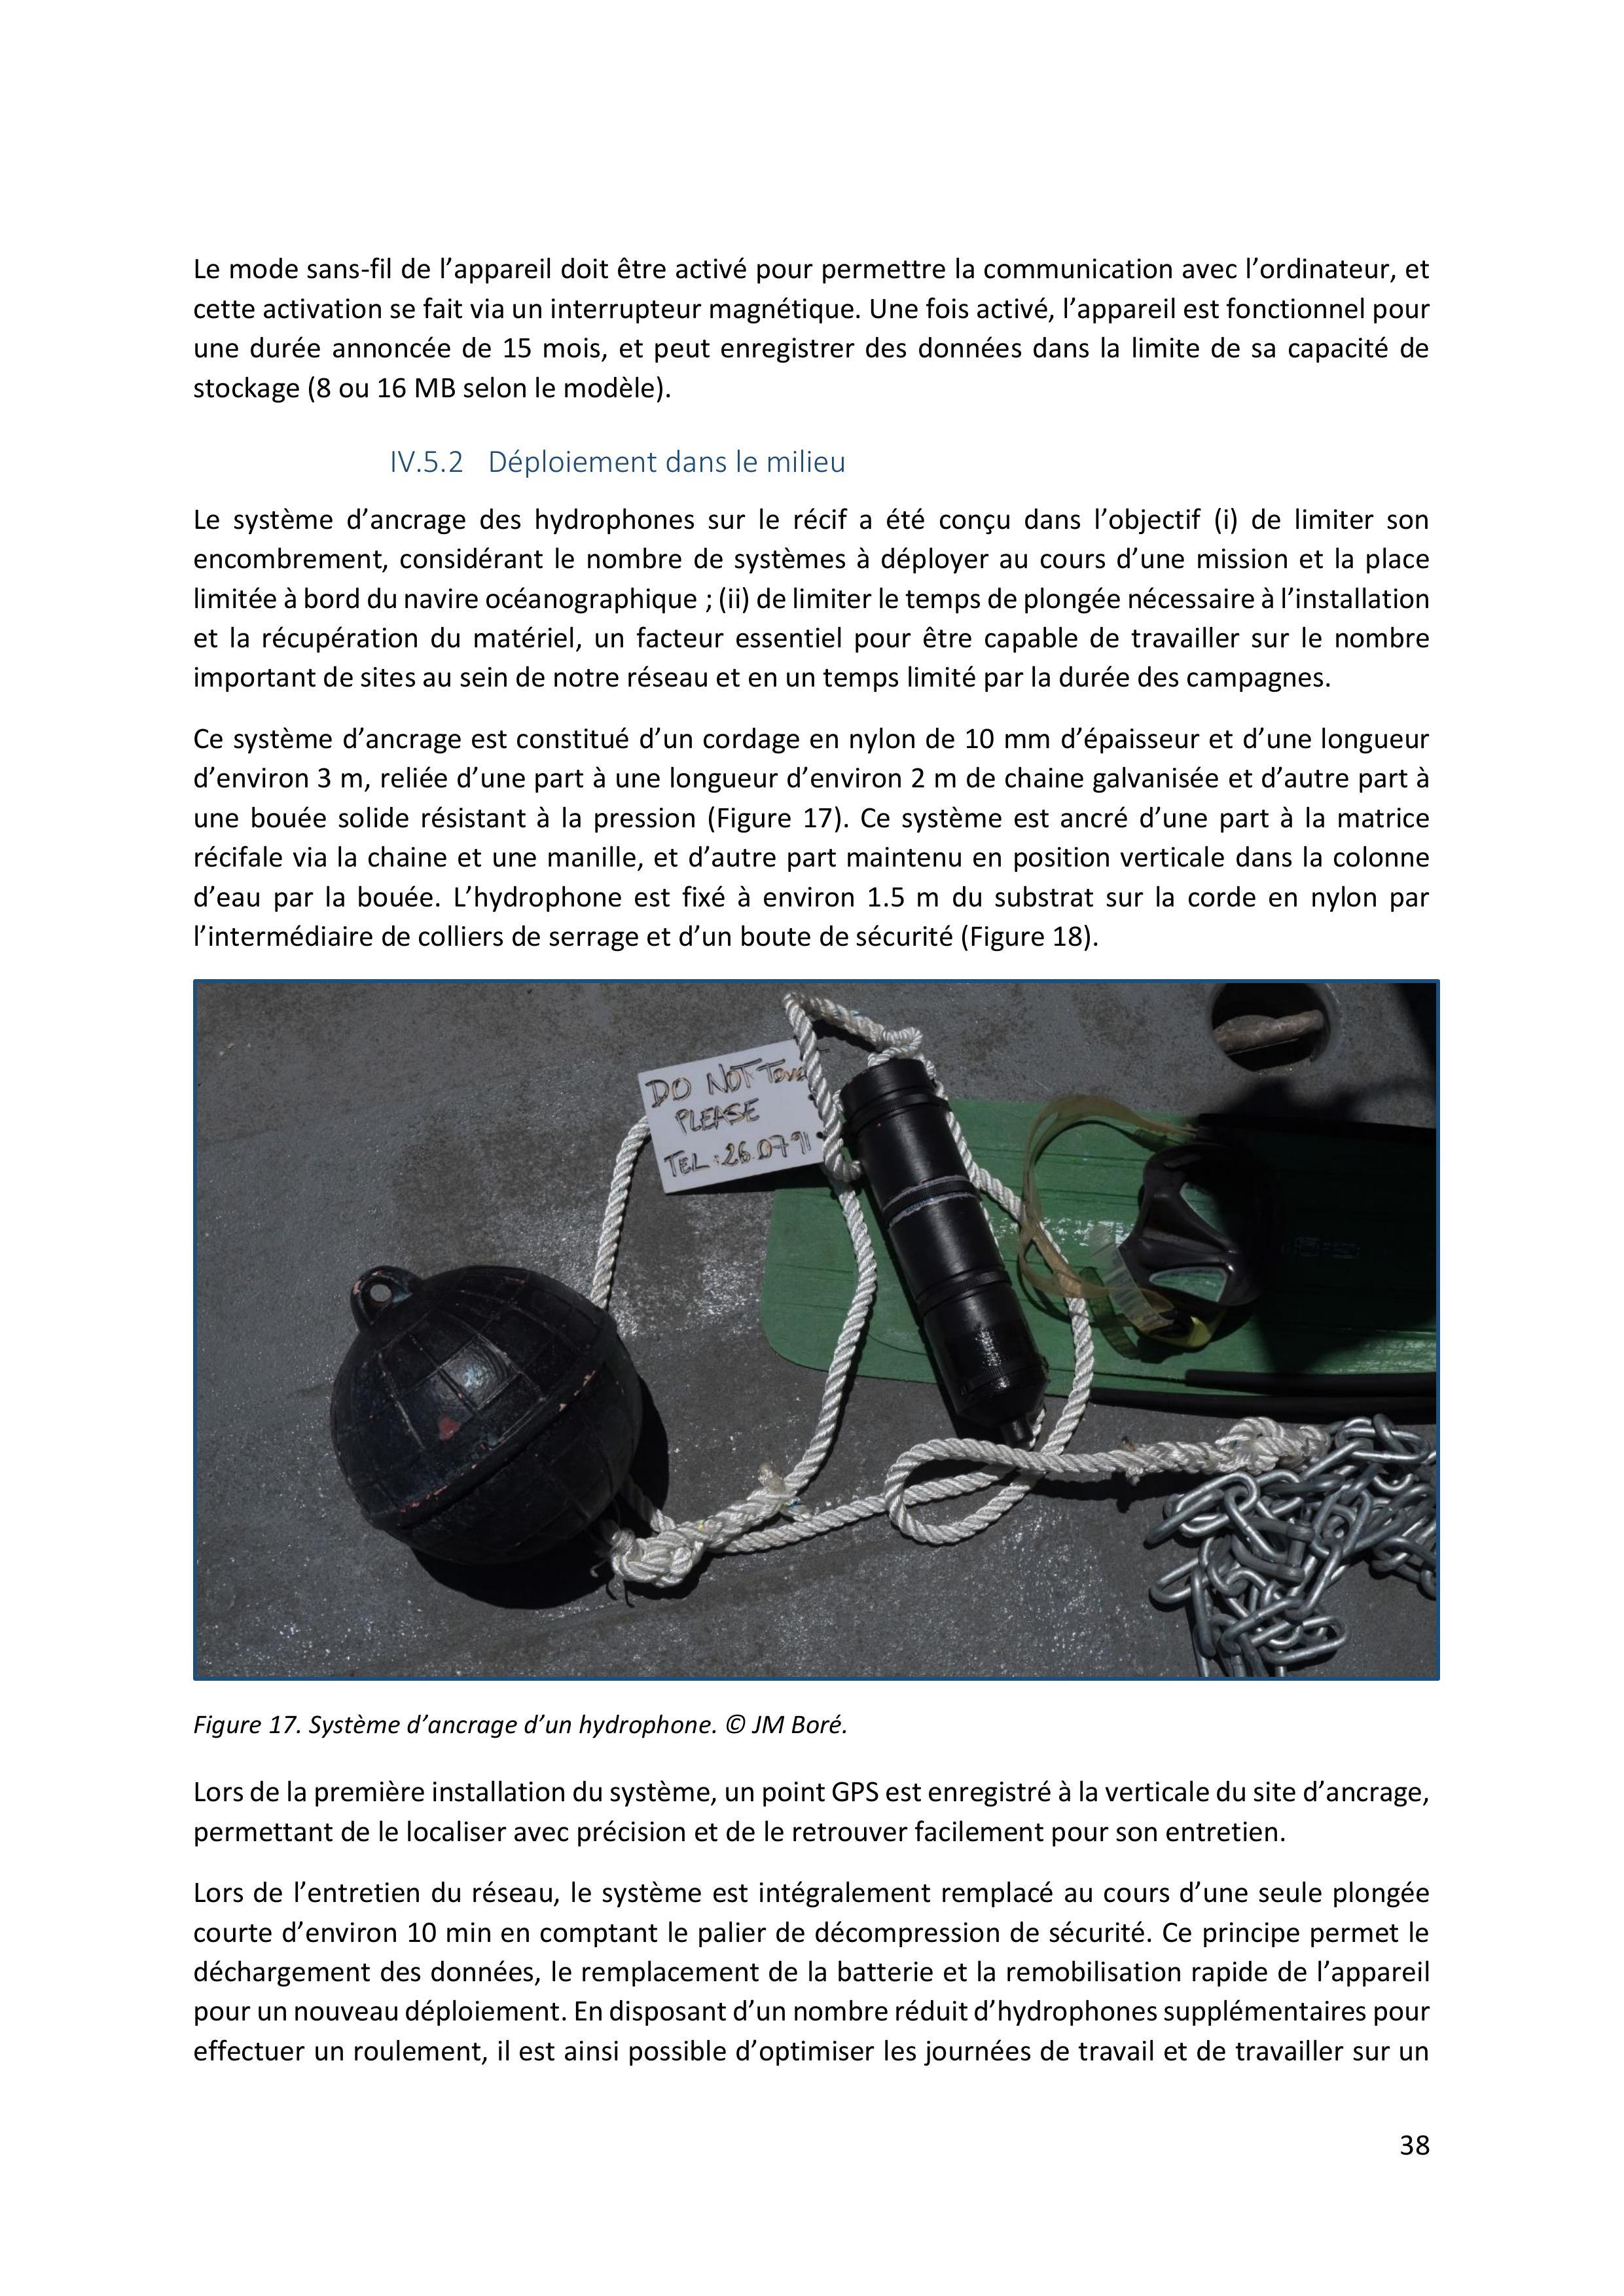 Le mode sans-fil de l’appareil doit être activé pour permettre la communication avec l’ordinateur, et
cette activation se fait via un interrupteur magnétique. Une fois activé, l’appareil est fonctionnel pour
une durée annoncée de 15 mois, et peut enregistrer des données dans la limite de sa capacité de
stockage (8 ou 16 MB selon le modèle).
IV.5.2 Déploiement dans le milieu
Le système d’ancrage des hydrophones sur le récif a été conçu dans l’objectif (i) de limiter son
encombrement, considérant le nombre de systèmes à déployer au cours d’une mission et la place
limitée à bord du navire océanographique ; (ii) de limiter le temps de plongée nécessaire à l’installation
et la récupération du matériel, un facteur essentiel pour être capable de travailler sur le nombre
important de sites au sein de notre réseau et en un temps limité par la durée des campagnes.
Ce système d’ancrage est constitué d’un cordage en nylon de 10 mm d’épaisseur et d’une longueur
d’environ 3 m, reliée d’une part à une longueur d’environ 2 m de chaine galvanisée et d’autre part à
une bouée solide résistant à la pression (Figure 17). Ce système est ancré d’une part à la matrice
récifale via la chaine et une manille, et d’autre part maintenu en position verticale dans la colonne
d’eau par la bouée. L’hydrophone est fixé à environ 1.5 m du substrat sur la corde en nylon par
l’intermédiaire de colliers de serrage et d’un boute de sécurité (Figure 18).
DO NOT
PLEASE
TEL : 26.07 91
Figure 17. Système d’ancrage d’un hydrophone. © JM Boré.
Lors de la première installation du système, un point GPS est enregistré à la verticale du site d’ancrage,
permettant de le localiser avec précision et de le retrouver facilement pour son entretien.
Lors de l’entretien du réseau, le système est intégralement remplacé au cours d’une seule plongée
courte d’environ 10 min en comptant le palier de décompression de sécurité. Ce principe permet le
déchargement des données, le remplacement de la batterie et la remobilisation rapide de l’appareil
pour un nouveau déploiement. En disposant d’un nombre réduit d’hydrophones supplémentaires pour
effectuer un roulement, il est ainsi possible d’optimiser les journées de travail et de travailler sur un
38